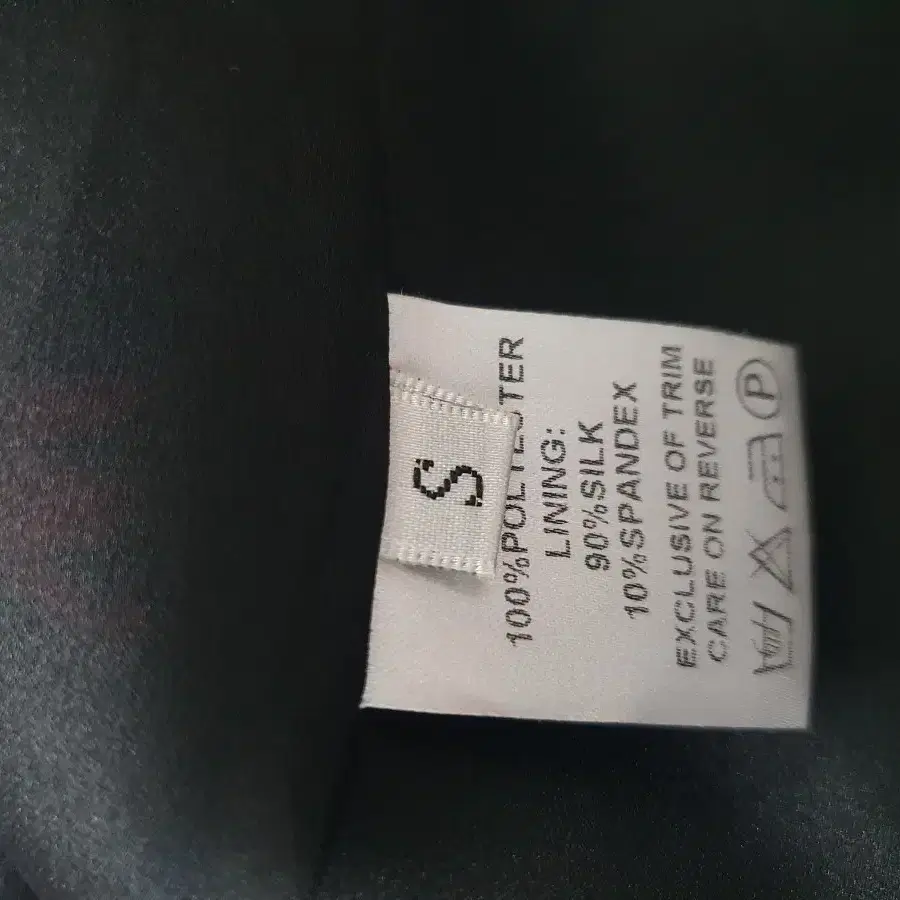 S
100%POLYESTER
LINING:
90%SILK
10%SPANDEX
EXCLUSIVE OF TRIM
CARE ON REVERSE
P